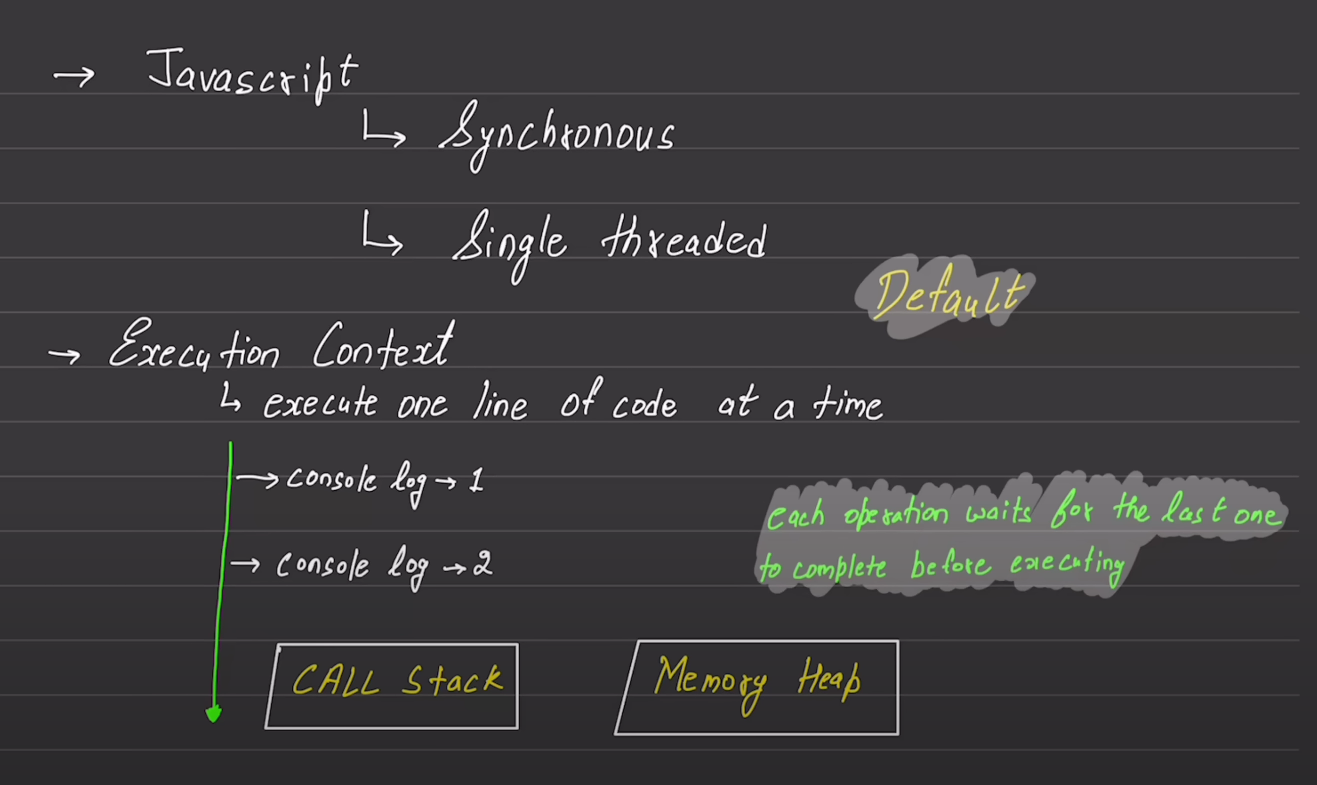 → Javascript
↳ Synchronous
↳ Single threaded
Default
→ Execution Context
↳ execute one line of code at a time
→ console log → 1
each operation waits for the last one
→ console log → 2
to complete before executing
CALL Stack
Memory Heap